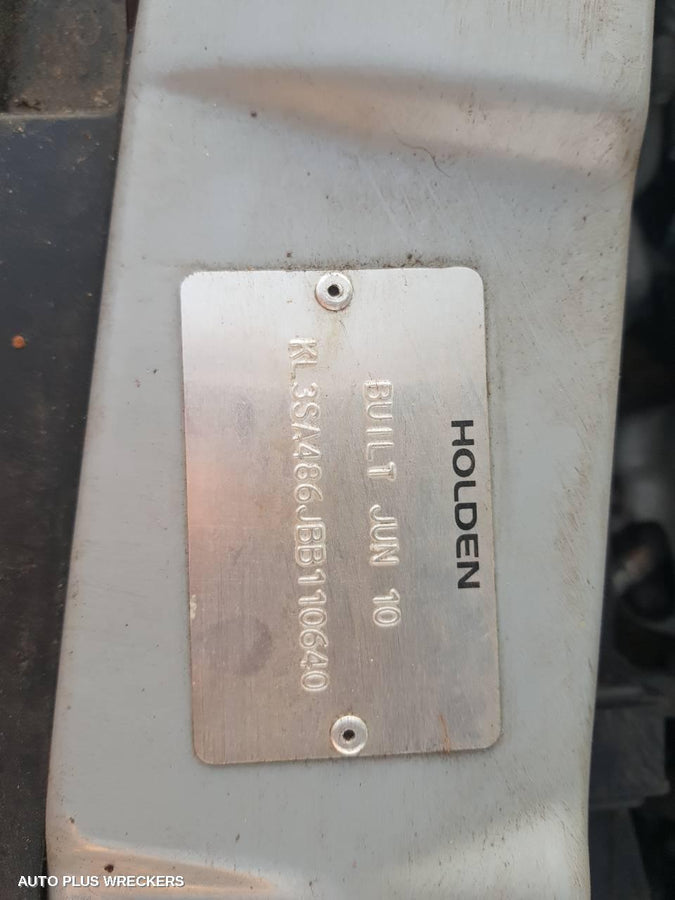 HOLDEN
BUILT JUN 10
KL3SA486JBB110640
AUTO PLUS WRECKERS